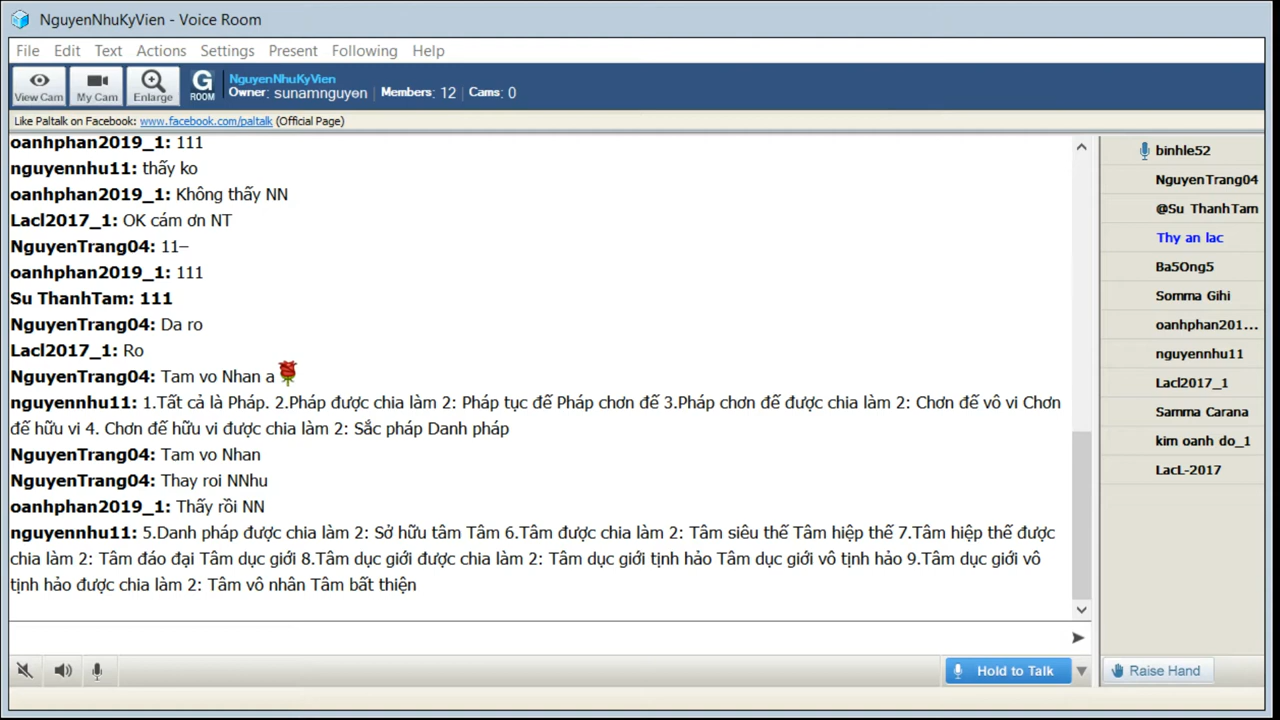 NguyenNhuKyVien - Voice Room
File Edit Text Actions Settings Present Following Help
View Cam My Cam Enlarge G ROOM
NguyenNhuKyVien
Owner: sunamnguyen | Members: 12 | Cams: 0
Like Paltalk on Facebook: www.facebook.com/paltalk (Official Page)
oanhphan2019_1: 111
nguyennhu11: thấy ko
oanhphan2019_1: Không thấy NN
Lacl2017_1: OK cám ơn NT
NguyenTrang04: 11–
oanhphan2019_1: 111
Su ThanhTam: 111
NguyenTrang04: Da ro
Lacl2017_1: Ro
NguyenTrang04: Tam vo Nhan a
nguyennhu11: 1.Tất cả là Pháp. 2.Pháp được chia làm 2: Pháp tục đế Pháp chơn đế 3.Pháp chơn đế được chia làm 2: Chơn đế vô vi Chơn
đế hữu vi 4. Chơn đế hữu vi được chia làm 2: Sắc pháp Danh pháp
NguyenTrang04: Tam vo Nhan
NguyenTrang04: Thay roi NNhu
oanhphan2019_1: Thấy rồi NN
nguyennhu11: 5.Danh pháp được chia làm 2: Sở hữu tâm Tâm 6.Tâm được chia làm 2: Tâm siêu thế Tâm hiệp thế 7.Tâm hiệp thế được
chia làm 2: Tâm đáo đại Tâm dục giới 8.Tâm dục giới được chia làm 2: Tâm dục giới tịnh hảo Tâm dục giới vô tịnh hảo 9.Tâm dục giới vô
tịnh hảo được chia làm 2: Tâm vô nhân Tâm bất thiện
binhle52
NguyenTrang04
@Su ThanhTam
Thy an lac
Ba5Ong5
Somma Gihi
oanhphan201...
nguyennhu11
Lacl2017_1
Samma Carana
kim oanh do_1
LacL-2017
Hold to Talk
Raise Hand